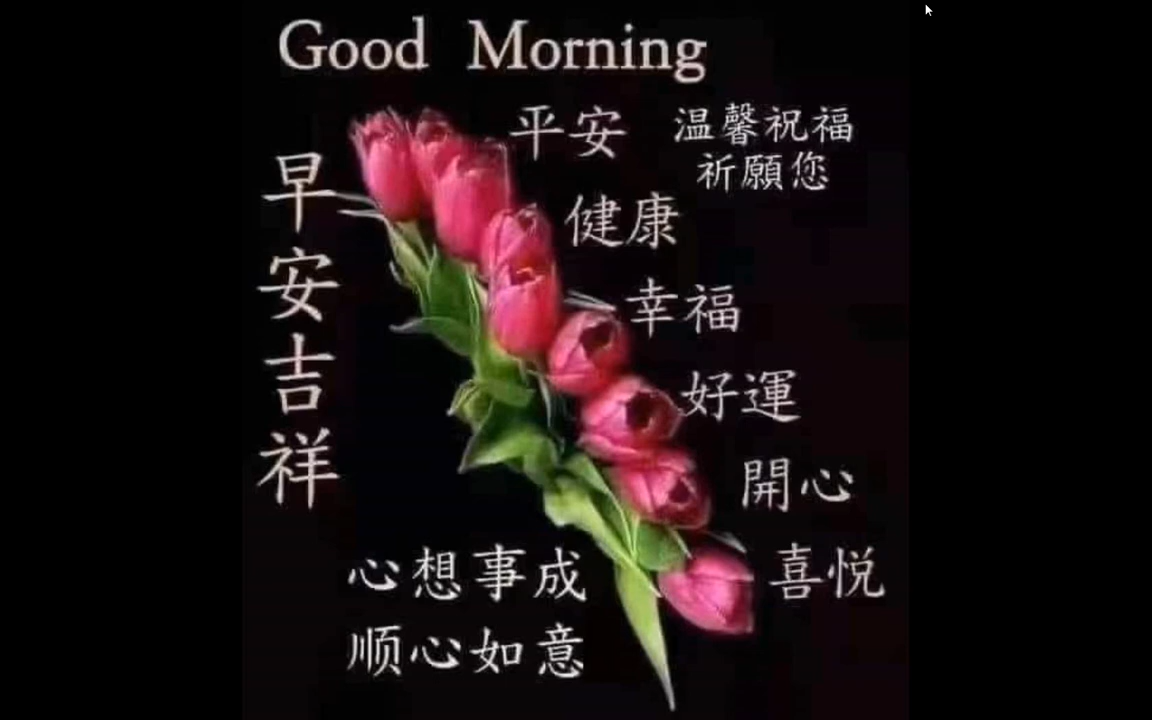 Good Morning
早安吉祥
平安
温馨祝福
祈願您
健康
幸福
好運
開心
喜悦
心想事成
顺心如意